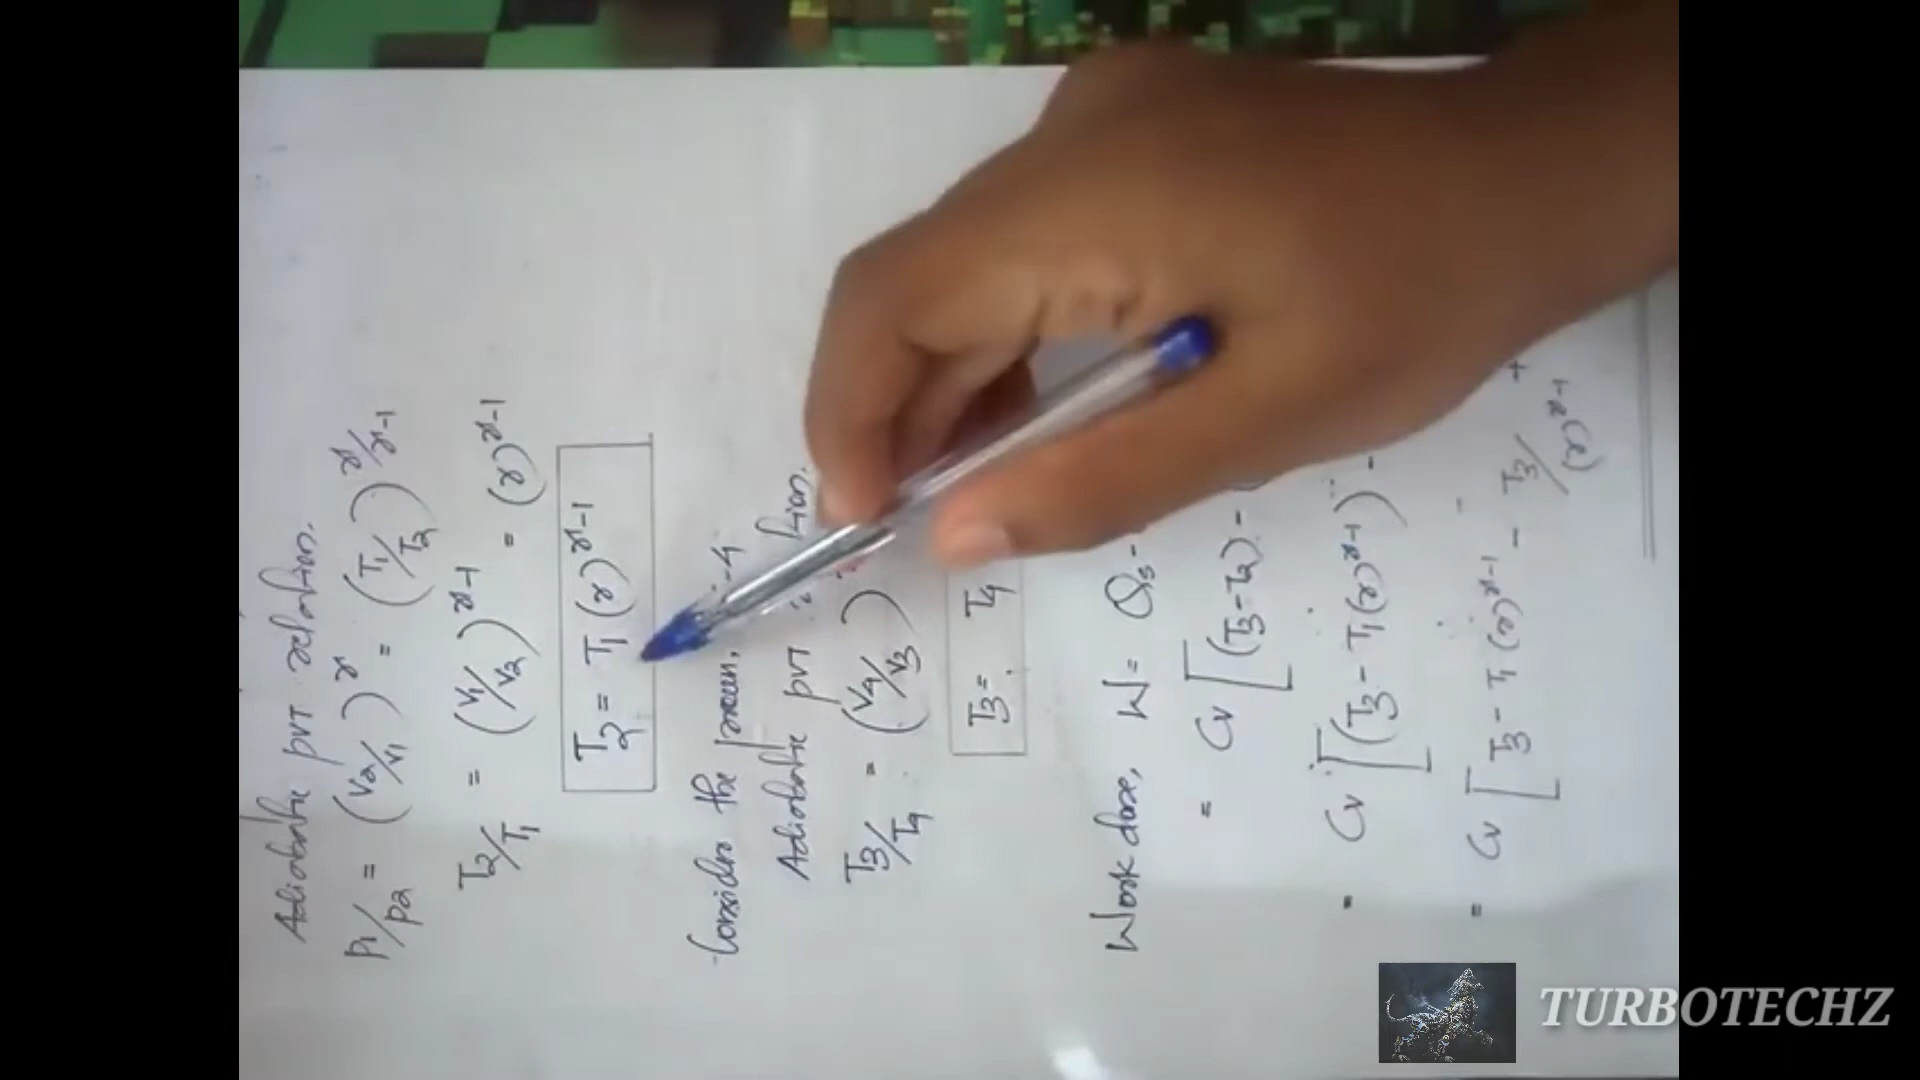 Adiabatic pvT relation.
P1/P2 = (V2/V1)^γ = (T1/T2)^γ/γ-1
T2/T1 = (V1/V2)^γ-1 = (r)^γ-1
T2 = T1 (r)^γ-1
Consider the process, -4
Adiabatic pvT
T3/T4 = (V4/V3)
T3 = T4
Work done, W = Qs -
= Cv [(T3 - T2) -
= Cv [(T3 - T1(r)^γ-1) -
= Cv [T3 - T1(r)^γ-1 - T3/(r)^γ-1 +
TURBOTECHZ